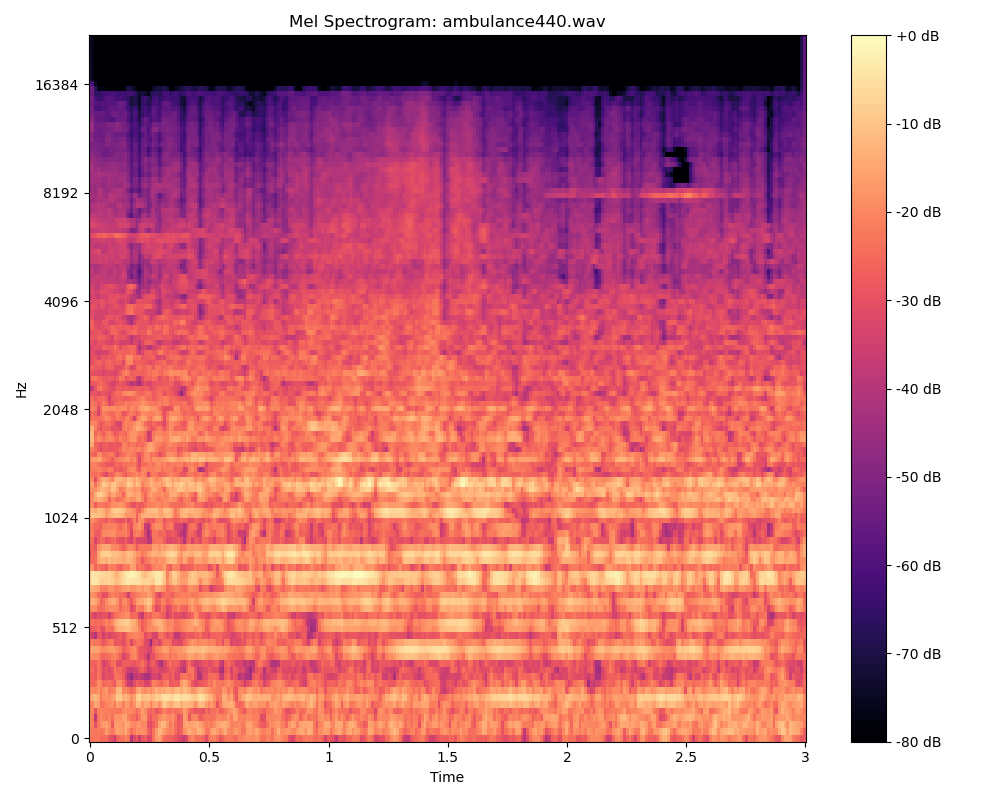 Mel Spectrogram: ambulance440.wav
+0 dB
16384
-10 dB
8192
-20 dB
4096
-30 dB
Hz
-40 dB
2048
-50 dB
1024
-60 dB
512
-70 dB
0
-80 dB
0 0.5 1 1.5 2 2.5 3
Time